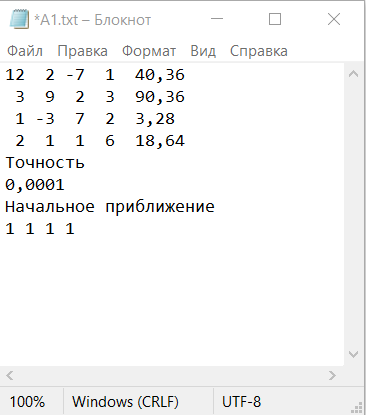 *A1.txt – Блокнот
Файл Правка Формат Вид Справка
12 2 -7 1 40,36
3 9 2 3 90,36
1 -3 7 2 3,28
2 1 1 6 18,64
Точность
0,0001
Начальное приближение
1 1 1 1
100% Windows (CRLF) UTF-8